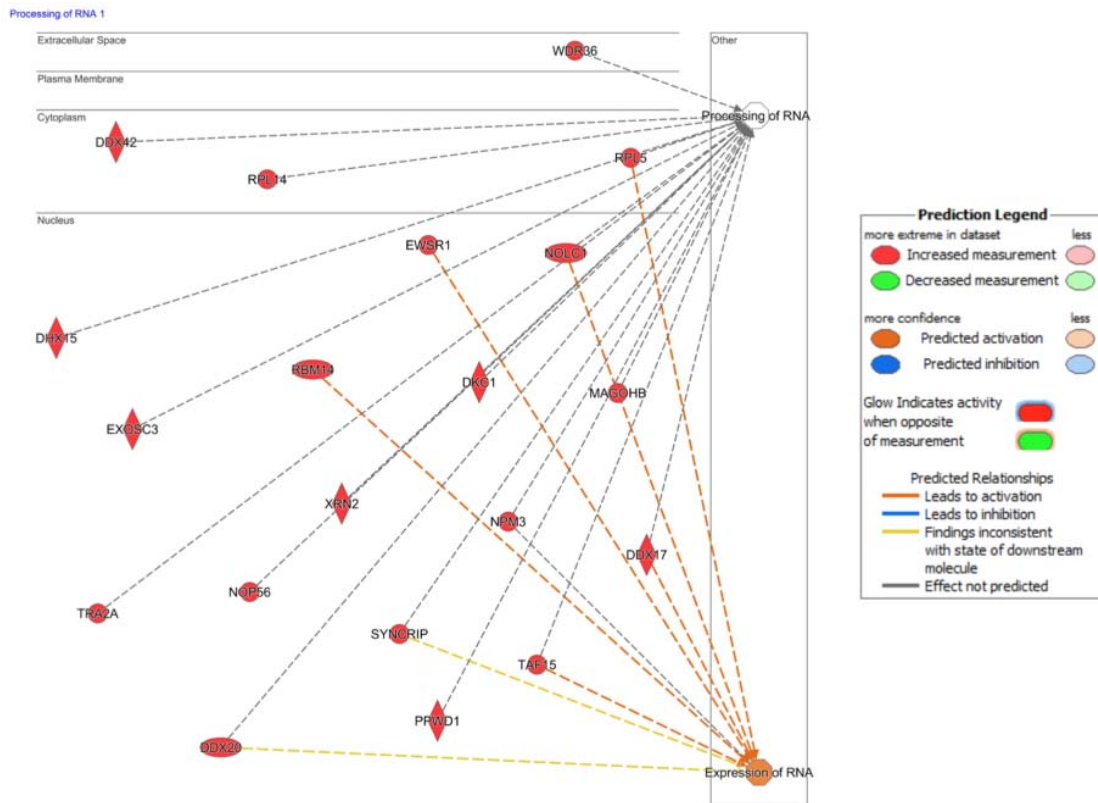 Processing of RNA 1
Extracellular Space
Other
WDR36
Plasma Membrane
Cytoplasm
Processing of RNA
DDX42
RPL5
RPL14
Nucleus
EWSR1
NOLC1
DHX15
RBM14
DKC1
MAGOHB
EXOSC3
XRN2
NPM3
DDX17
NOP56
TRA2A
SYNCRIP
TAF15
PPWD1
DDX20
Expression of RNA
Prediction Legend
more extreme in dataset less
Increased measurement
Decreased measurement
more confidence less
Predicted activation
Predicted inhibition
Glow Indicates activity
when opposite
of measurement
Predicted Relationships
Leads to activation
Leads to inhibition
Findings inconsistent
with state of downstream
molecule
Effect not predicted